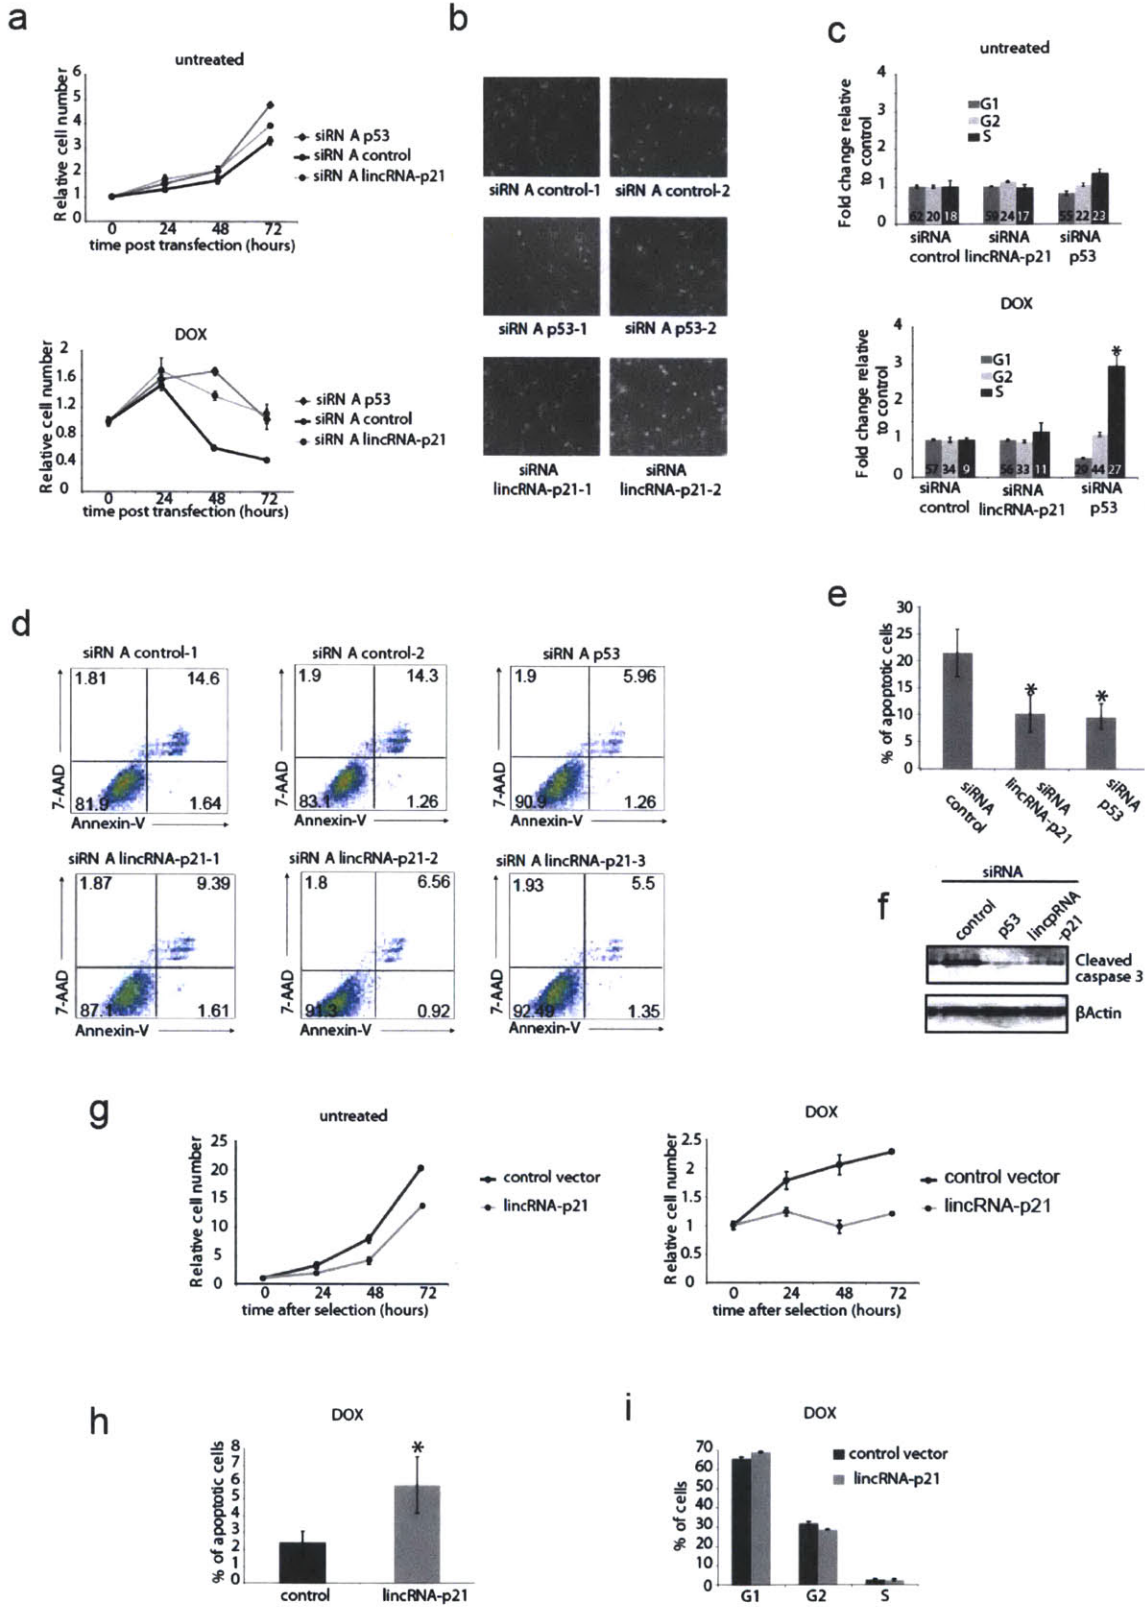 a
untreated
Relative cell number
6
5
4
3
2
1
0
0 24 48 72
time post transfection (hours)
siRN A p53
siRN A control
siRN A lincRNA-p21
DOX
Relative cell number
2
1.6
1.2
0.8
0.4
0
0 24 48 72
time post transfection (hours)
siRN A p53
siRN A control
siRN A lincRNA-p21
b
siRN A control-1 siRN A control-2
siRN A p53-1 siRN A p53-2
siRNA
lincRNA-p21-1
siRNA
lincRNA-p21-2
c
untreated
Fold change relative
to control
4
3
2
1
0
G1
G2
S
62 20 18 59 24 17 55 22 23
siRNA
control
siRNA
lincRNA-p21
siRNA
p53
DOX
Fold change relative
to control
4
3
2
1
0
G1
G2
S
*
57 34 9 56 33 11 29 44 27
siRNA
control
siRNA
lincRNA-p21
siRNA
p53
d
siRN A control-1
1.81 14.6
81.9 1.64
7-AAD
Annexin-V
siRN A control-2
1.9 14.3
83.1 1.26
7-AAD
Annexin-V
siRN A p53
1.9 5.96
90.9 1.26
7-AAD
Annexin-V
siRN A lincRNA-p21-1
1.87 9.39
87.1 1.61
7-AAD
Annexin-V
siRN A lincRNA-p21-2
1.8 6.56
91.3 0.92
7-AAD
Annexin-V
siRN A lincRNA-p21-3
1.93 5.5
92.49 1.35
7-AAD
Annexin-V
e
% of apoptotic cells
30
25
20
15
10
5
0
* *
siRNA
control
siRNA
lincRNA-p21
siRNA
p53
f
siRNA
control
p53
lincpRNA
-p21
Cleaved
caspase 3
βActin
g
untreated
Relative cell number
25
20
15
10
5
0
0 24 48 72
time after selection (hours)
control vector
lincRNA-p21
DOX
Relative cell number
2.5
2
1.5
1
0.5
0
0 24 48 72
time after selection (hours)
control vector
lincRNA-p21
h
DOX
% of apoptotic cells
8
7
6
5
4
3
2
1
0
*
control lincRNA-p21
i
DOX
% of cells
70
60
50
40
30
20
10
0
control vector
lincRNA-p21
G1 G2 S